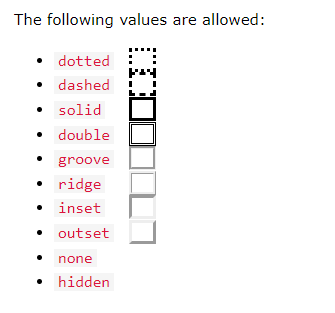 The following values are allowed:
dotted
dashed
solid
double
groove
ridge
inset
outset
none
hidden